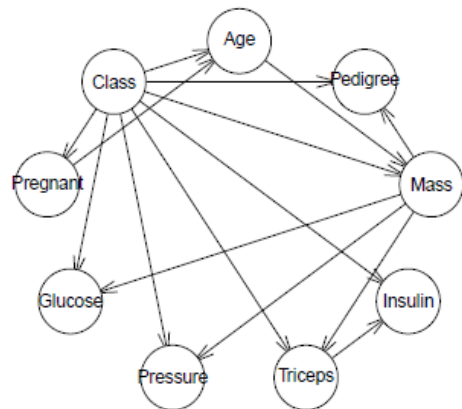 Age
Class
Pedigree
Pregnant
Mass
Glucose
Insulin
Pressure
Triceps